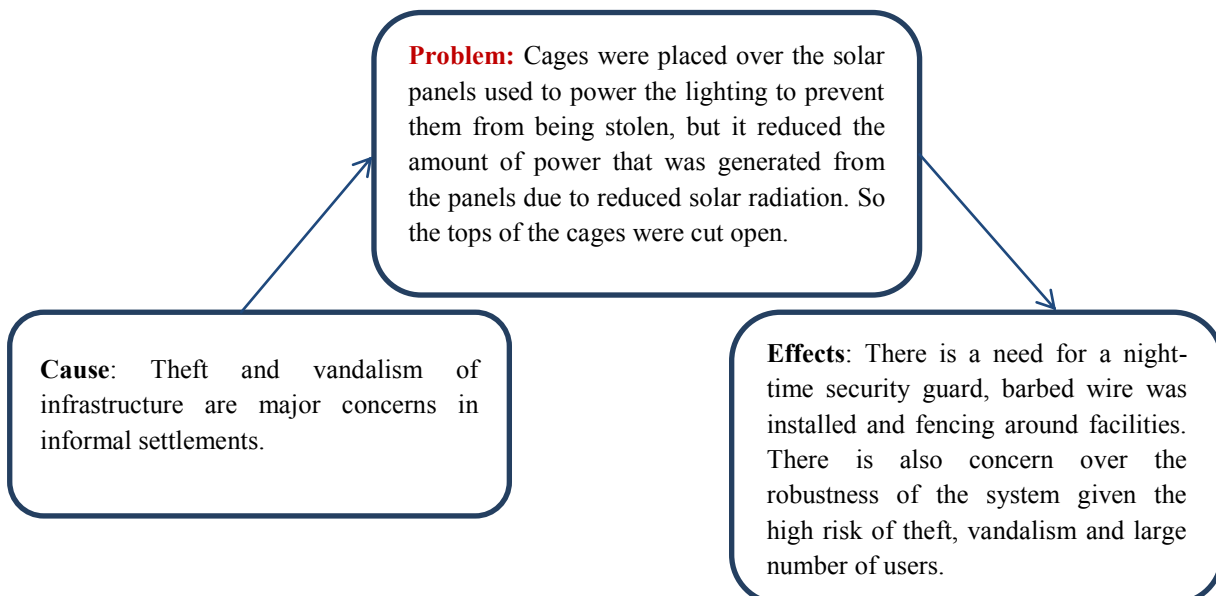 Problem: Cages were placed over the solar
panels used to power the lighting to prevent
them from being stolen, but it reduced the
amount of power that was generated from
the panels due to reduced solar radiation. So
the tops of the cages were cut open.
Cause: Theft and vandalism of
infrastructure are major concerns in
informal settlements.
Effects: There is a need for a night-
time security guard, barbed wire was
installed and fencing around facilities.
There is also concern over the
robustness of the system given the
high risk of theft, vandalism and large
number of users.